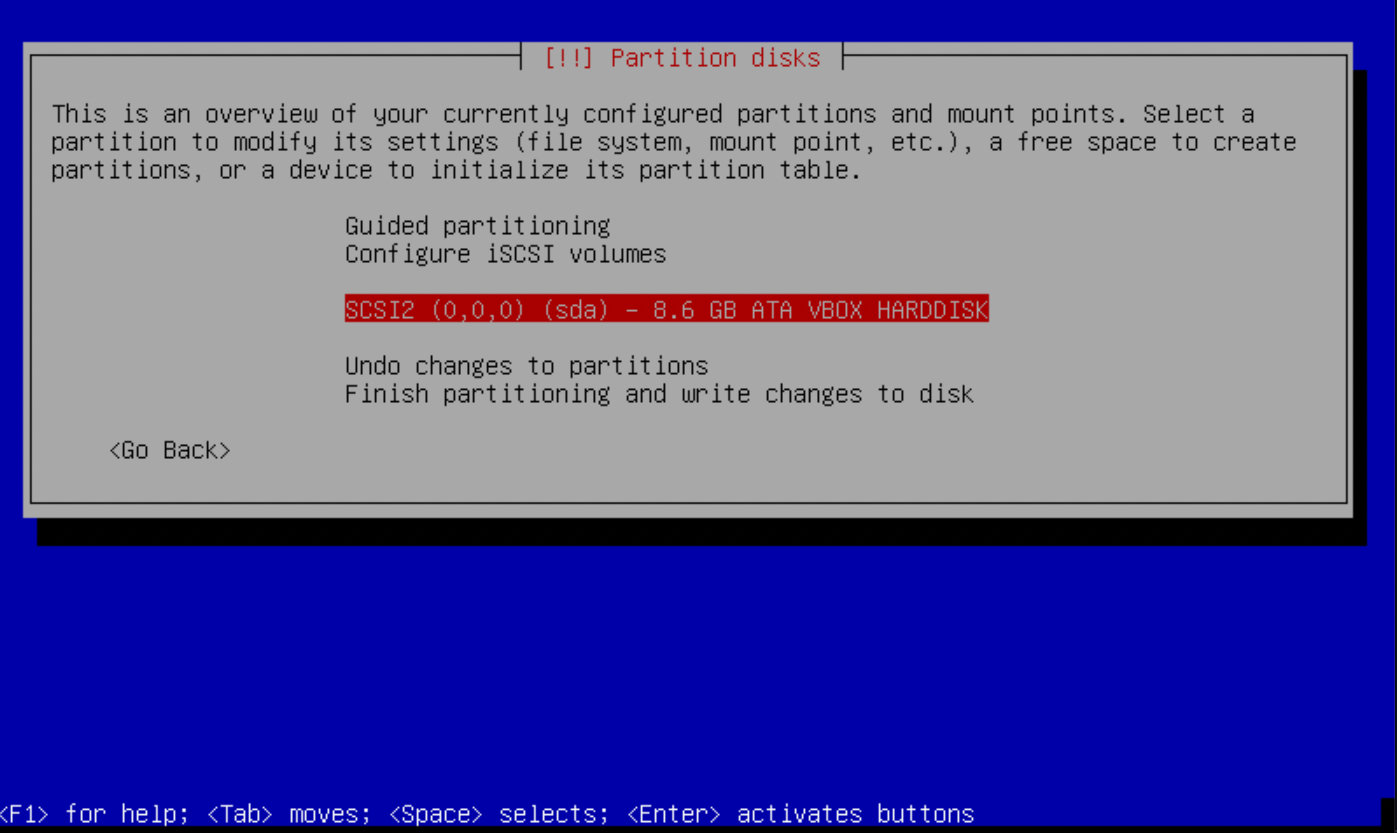 [!!] Partition disks
This is an overview of your currently configured partitions and mount points. Select a
partition to modify its settings (file system, mount point, etc.), a free space to create
partitions, or a device to initialize its partition table.
Guided partitioning
Configure iSCSI volumes
SCSI2 (0,0,0) (sda) – 8.6 GB ATA VBOX HARDDISK
Undo changes to partitions
Finish partitioning and write changes to disk
<Go Back>
<F1> for help; <Tab> moves; <Space> selects; <Enter> activates buttons